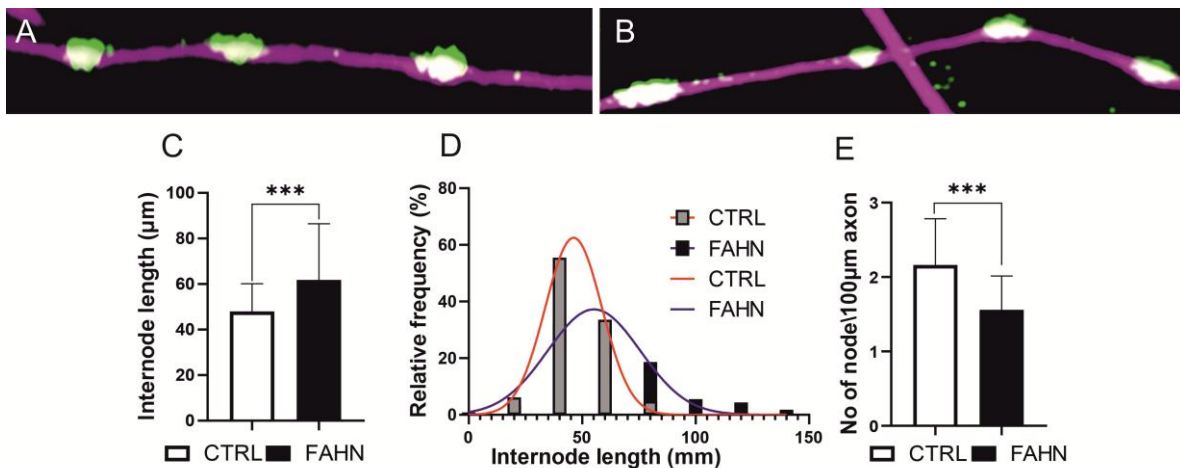 A
B
C
Internode length (µm)
100
80
60
40
20
0
***
CTRL FAHN
D
Relative frequency (%)
80
60
40
20
0
0 50 100 150
Internode length (mm)
CTRL
FAHN
CTRL
FAHN
E
No of node\100µm axon
3
2
1
0
***
CTRL FAHN